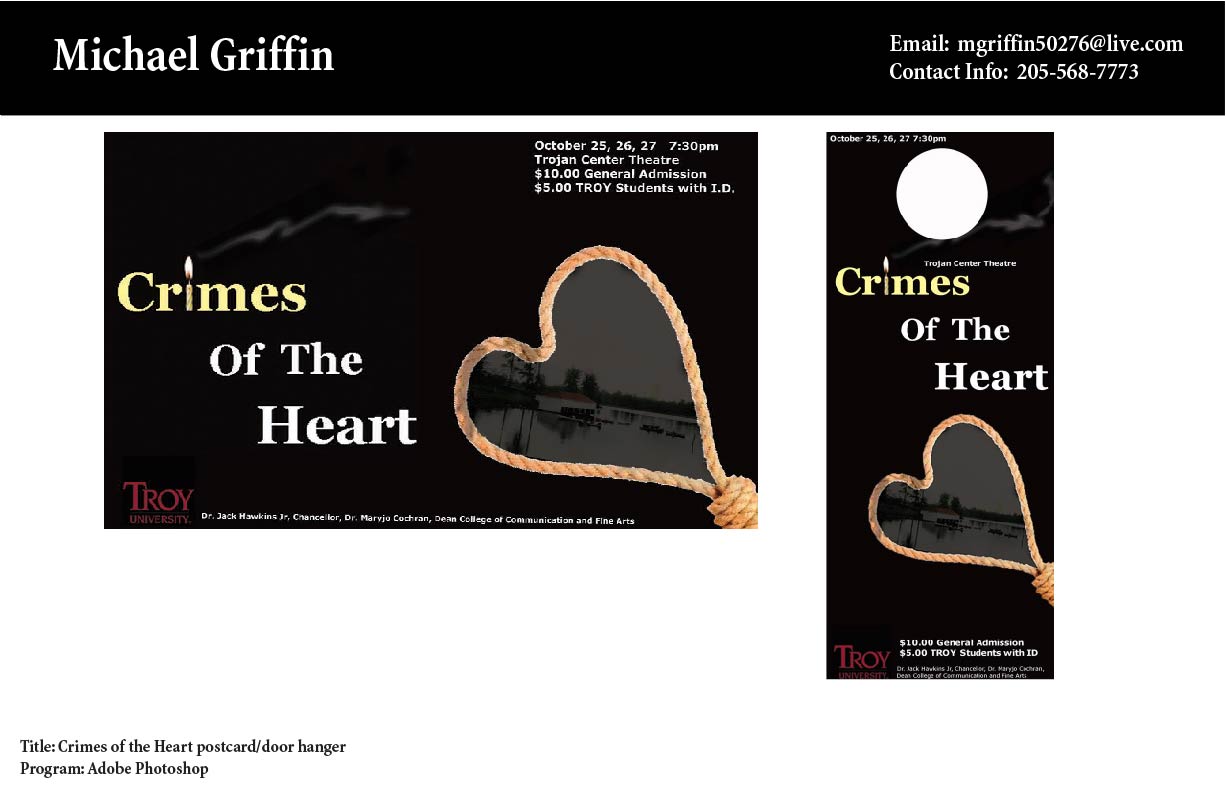 Michael Griffin
Email: mgriffin50276@live.com
Contact Info: 205-568-7773
October 25, 26, 27 7:30pm
Trojan Center Theatre
$10.00 General Admission
$5.00 TROY Students with I.D.
Crimes
Of The
Heart
TROY
UNIVERSITY.
Dr. Jack Hawkins Jr, Chancellor, Dr. Maryjo Cochran, Dean College of Communication and Fine Arts
October 25, 26, 27 7:30pm
Trojan Center Theatre
Crimes
Of The
Heart
$10.00 General Admission
$5.00 TROY Students with ID
TROY
UNIVERSITY.
Dr. Jack Hawkins Jr, Chancelor, Dr. Maryjo Cochran,
Dean College of Communication and Fine Arts
Title: Crimes of the Heart postcard/door hanger
Program: Adobe Photoshop